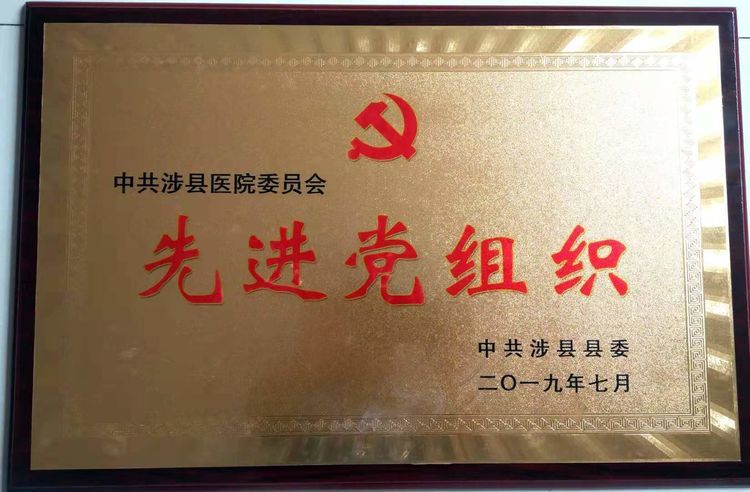 中共涉县医院委员会
先进党组织
中共涉县县委
二〇一九年七月